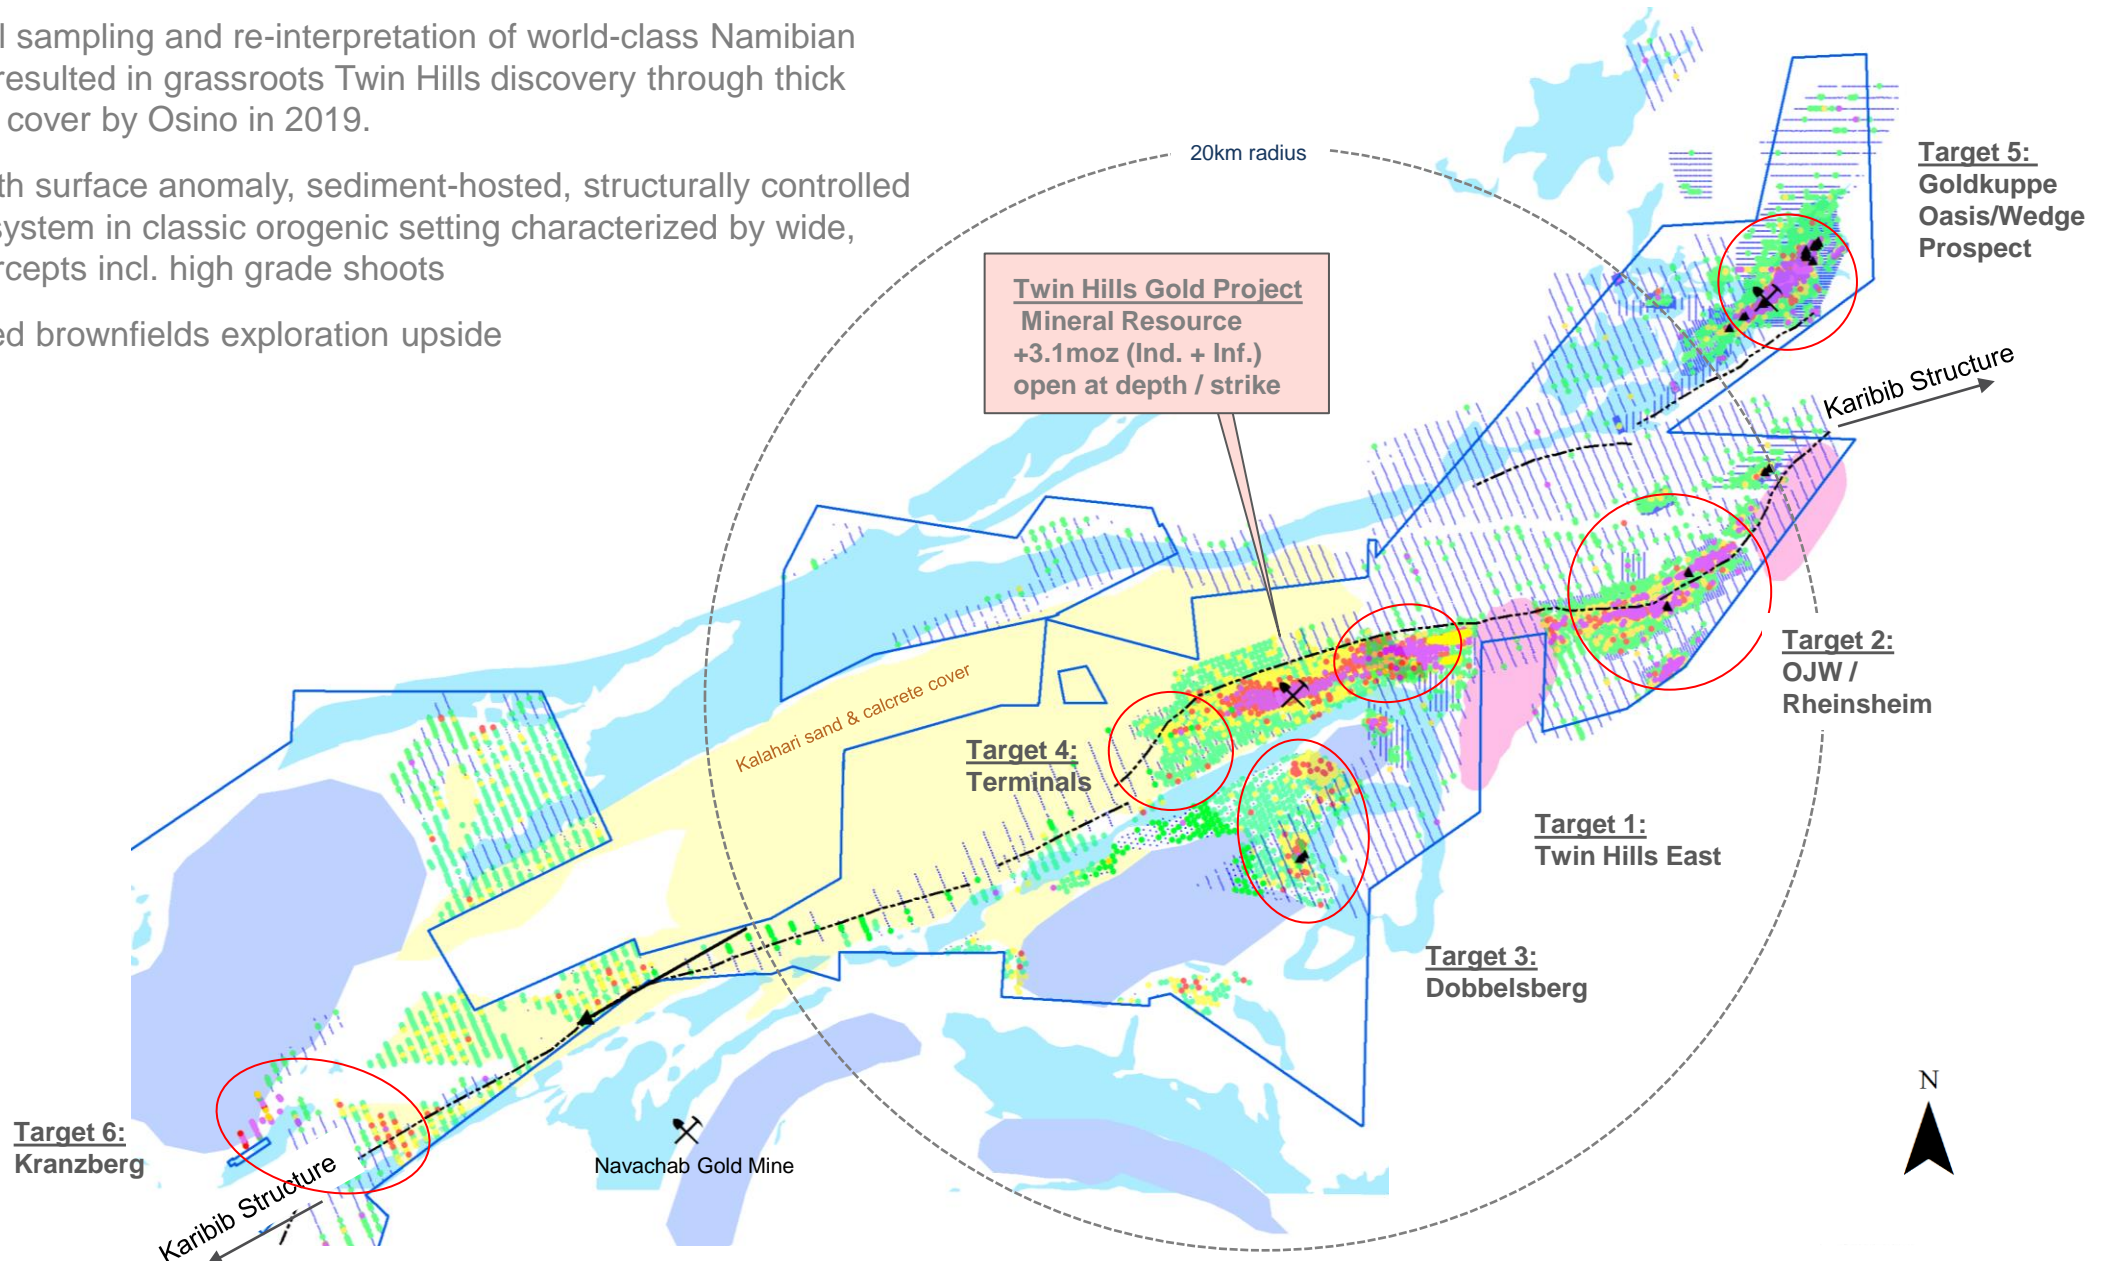 l sampling and re-interpretation of world-class Namibian
resulted in grassroots Twin Hills discovery through thick
cover by Osino in 2019.
th surface anomaly, sediment-hosted, structurally controlled
system in classic orogenic setting characterized by wide,
rcepts incl. high grade shoots
ed brownfields exploration upside
20km radius
Target 5:
Goldkuppe
Oasis/Wedge
Prospect
Twin Hills Gold Project
Mineral Resource
+3.1moz (Ind. + Inf.)
open at depth / strike
Karibib Structure
Target 2:
OJW /
Rheinsheim
Kalahari sand & calcrete cover
Target 4:
Terminals
Target 1:
Twin Hills East
Target 3:
Dobbelsberg
N
Target 6:
Kranzberg
Navachab Gold Mine
Karibib Structure